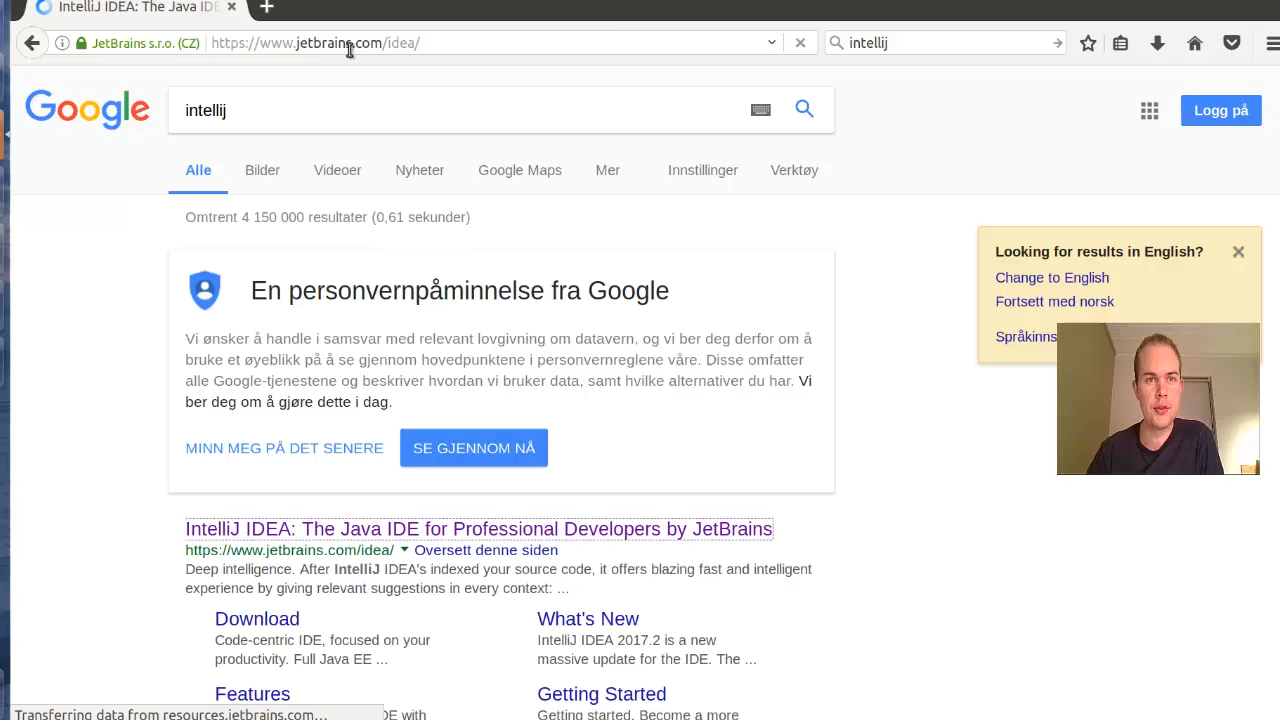 IntelliJ IDEA: The Java IDE
JetBrains s.r.o. (CZ)
https://www.jetbrains.com/idea/
intellij
Google
intellij
Logg på
Alle
Bilder
Videoer
Nyheter
Google Maps
Mer
Innstillinger
Verktøy
Omtrent 4 150 000 resultater (0,61 sekunder)
Looking for results in English?
Change to English
Fortsett med norsk
Språkinns
En personvernpåminnelse fra Google
Vi ønsker å handle i samsvar med relevant lovgivning om datavern, og vi ber deg derfor om å
bruke et øyeblikk på å se gjennom hovedpunktene i personvernreglene våre. Disse omfatter
alle Google-tjenestene og beskriver hvordan vi bruker data, samt hvilke alternativer du har. Vi
ber deg om å gjøre dette i dag.
MINN MEG PÅ DET SENERE
SE GJENNOM NÅ
IntelliJ IDEA: The Java IDE for Professional Developers by JetBrains
https://www.jetbrains.com/idea/
Oversett denne siden
Deep intelligence. After IntelliJ IDEA's indexed your source code, it offers blazing fast and intelligent
experience by giving relevant suggestions in every context: ...
Download
Code-centric IDE, focused on your
productivity. Full Java EE ...
What's New
IntelliJ IDEA 2017.2 is a new
massive update for the IDE. The ...
Features
DE with
Getting Started
Getting started. Become a more
Transferring data from resources.jetbrains.com...